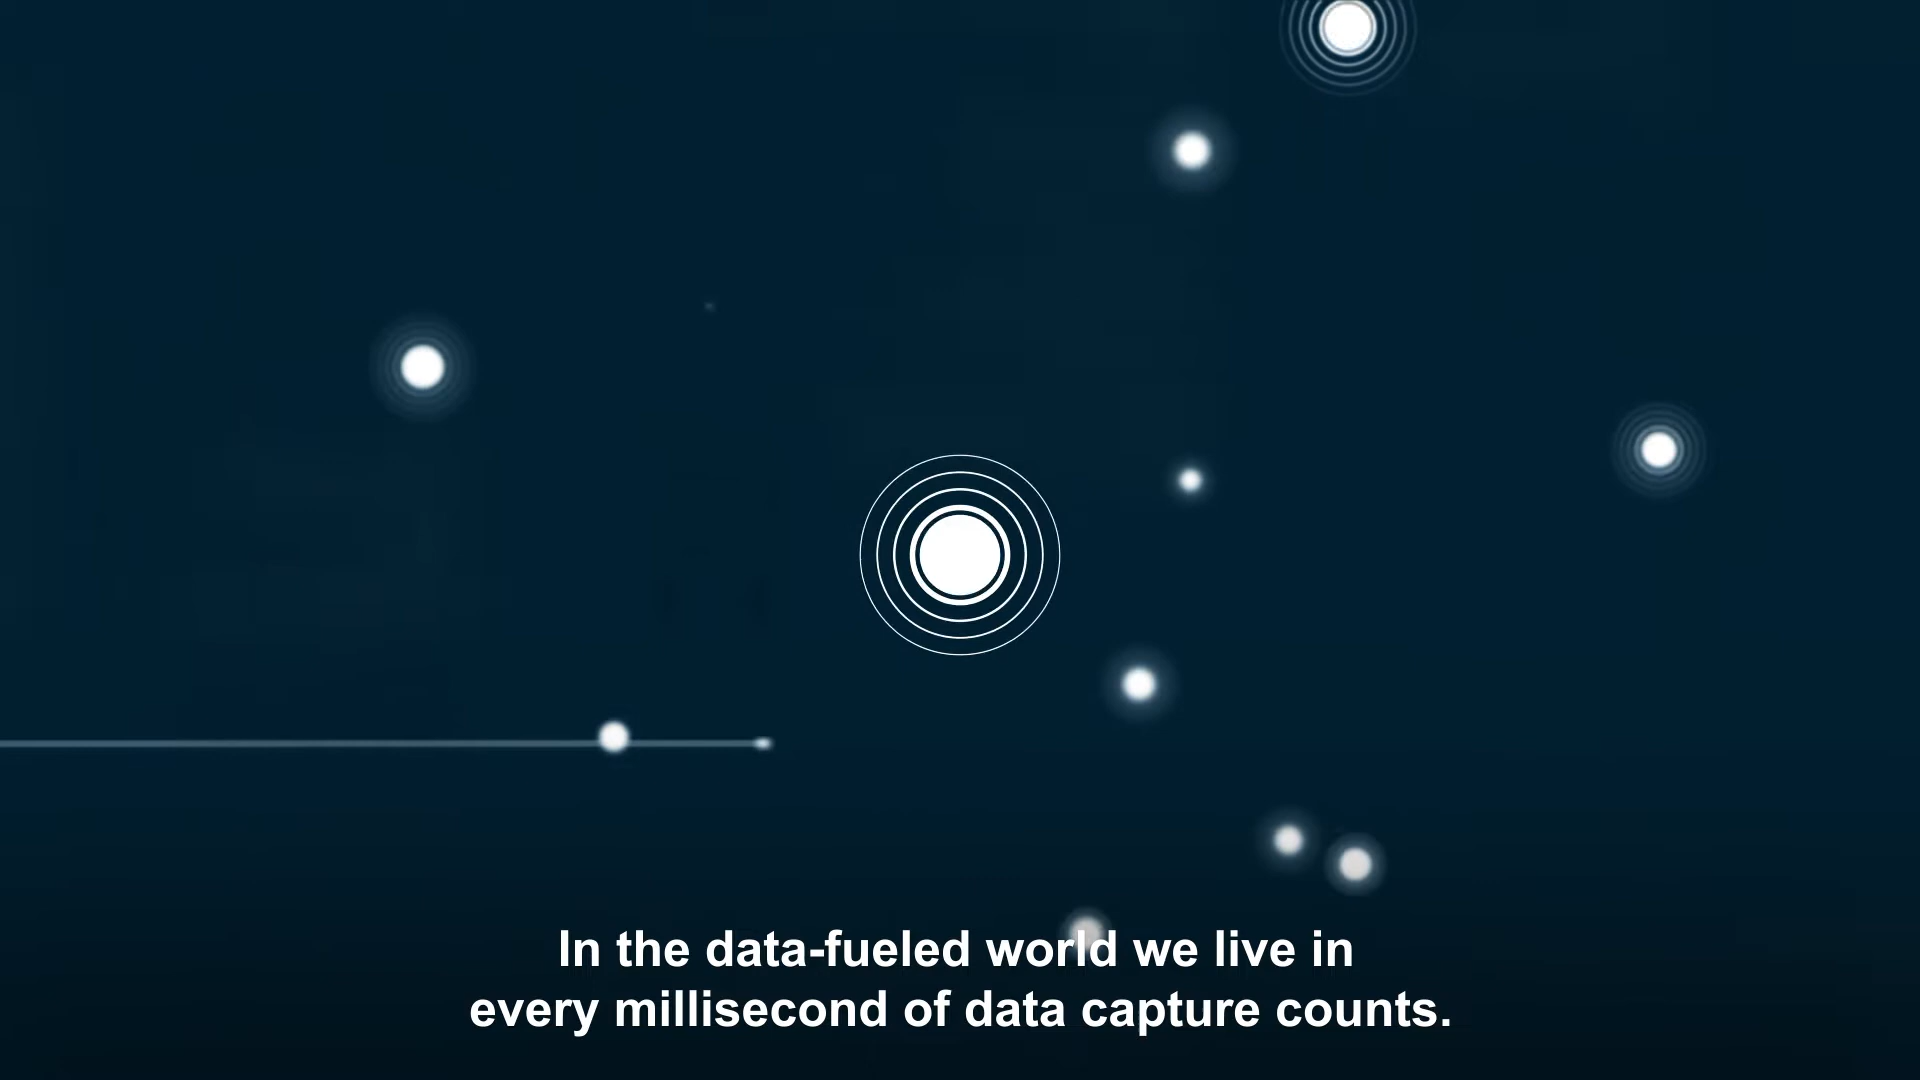 In the data-fueled world we live in
every millisecond of data capture counts.